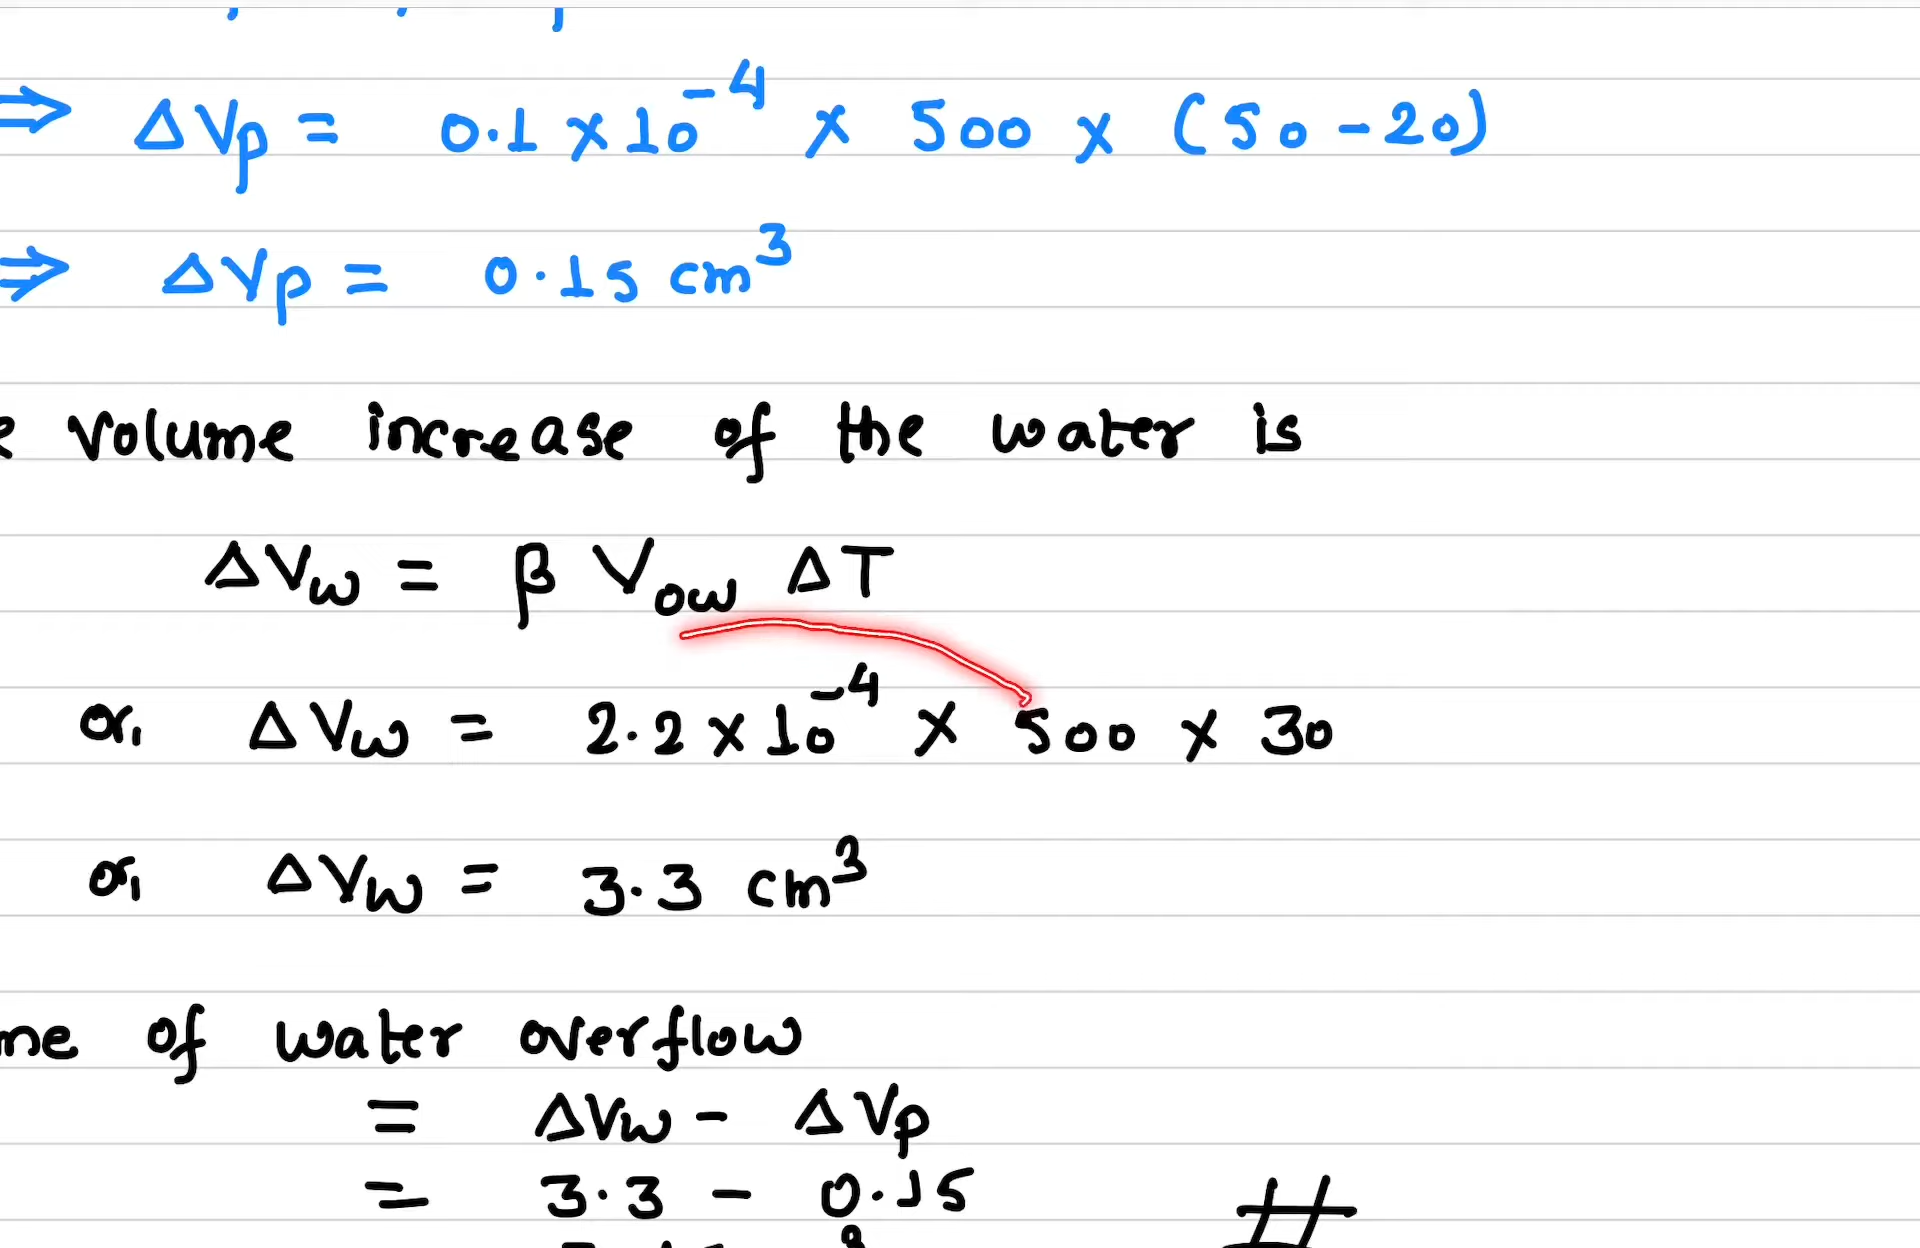 ⇒ ΔVp = 0.1 × 10⁻⁴ × 500 × (50 - 20)
⇒ ΔVp = 0.15 cm³
volume increase of the water is
ΔVw = β Vow ΔT
or, ΔVw = 2.2 × 10⁻⁴ × 500 × 30
or, ΔVw = 3.3 cm³
of water overflow
= ΔVw - ΔVp
= 3.3 - 0.15